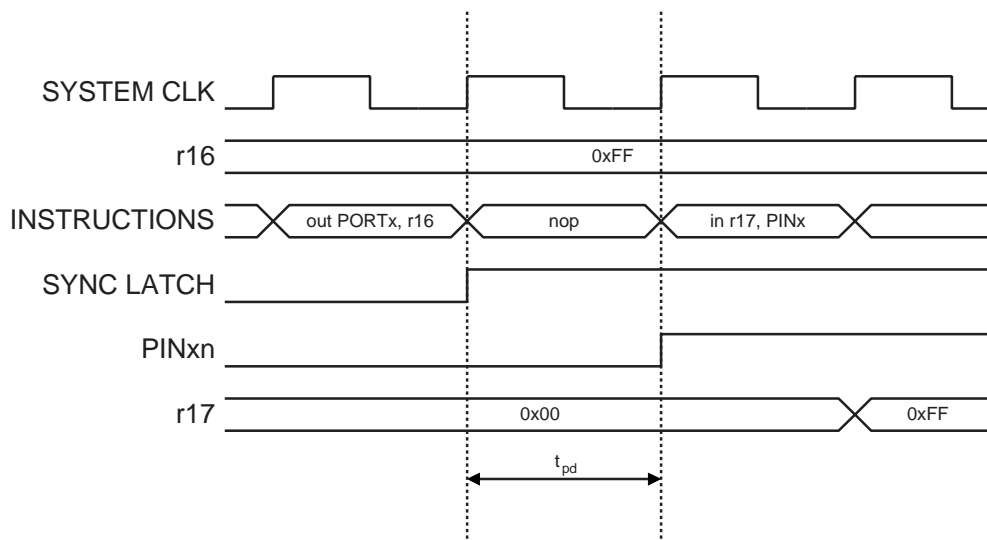 SYSTEM CLK
r16
0xFF
INSTRUCTIONS
out PORTx, r16
nop
in r17, PINx
SYNC LATCH
PINxn
r17
0x00
0xFF
tpd